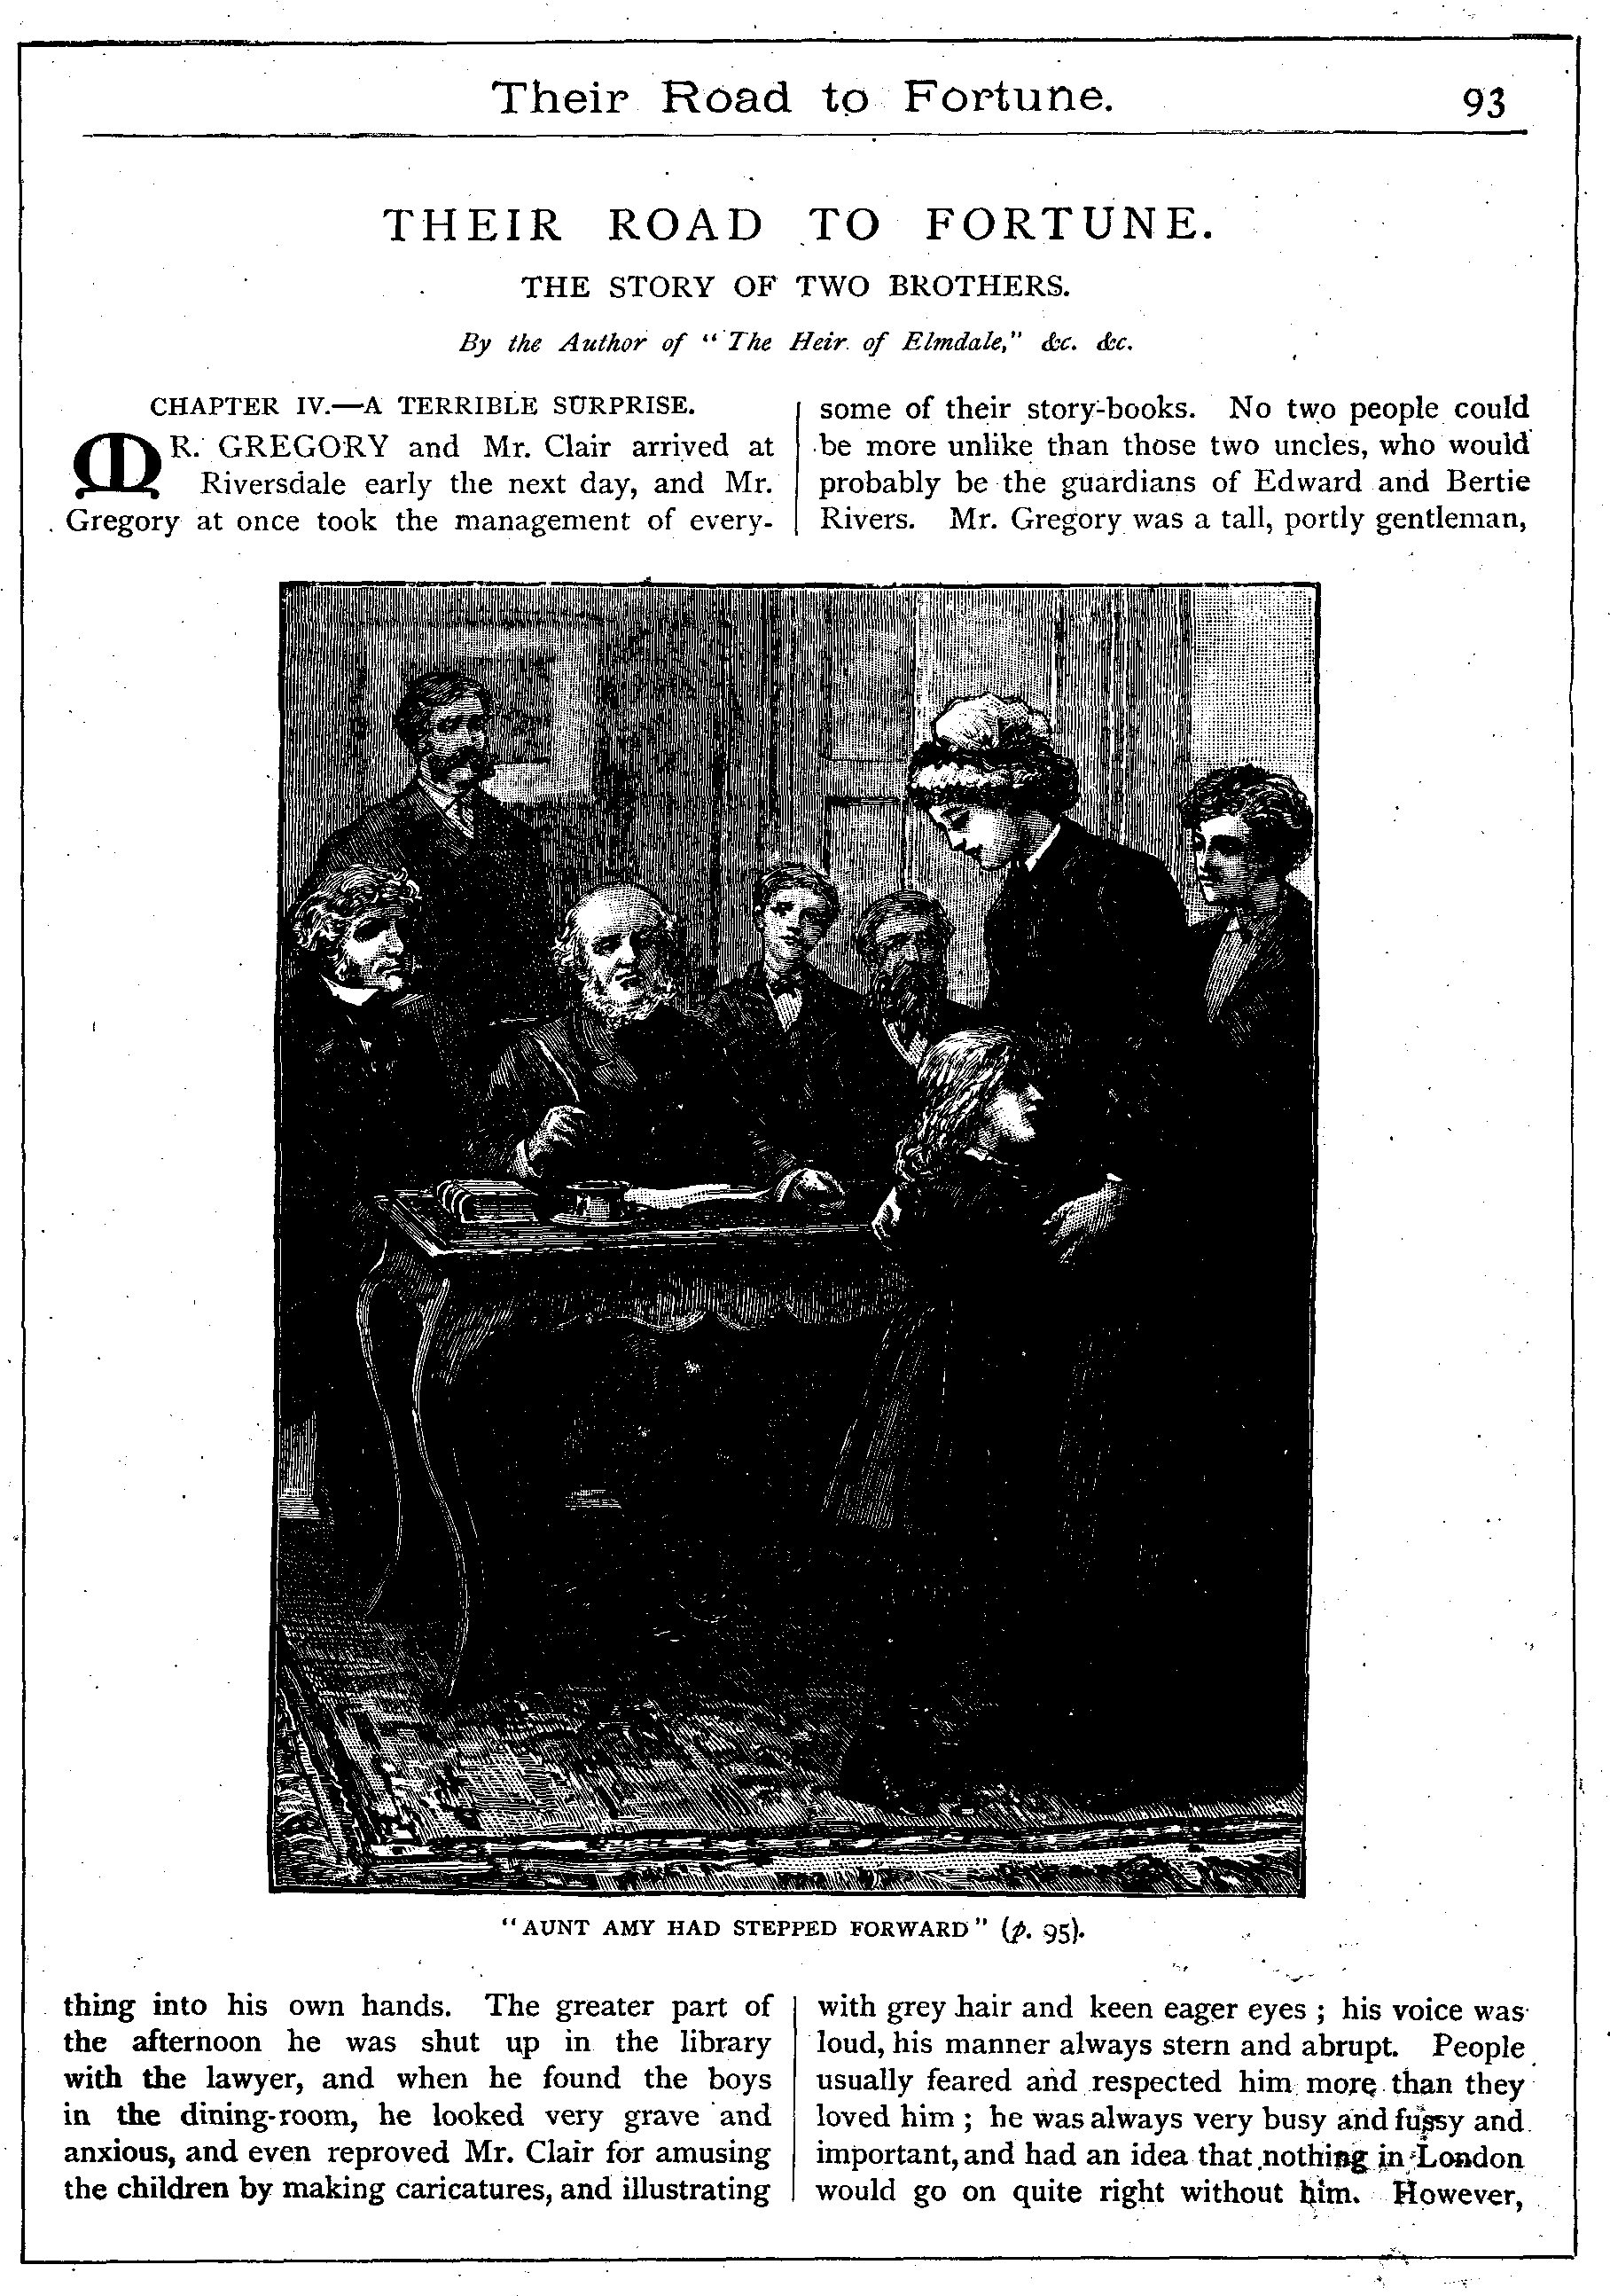 Their Road to Fortune. 93
THEIR ROAD TO FORTUNE.
THE STORY OF TWO BROTHERS.
By the Author of "The Heir of Elmdale," &c. &c.
CHAPTER IV.—A TERRIBLE SURPRISE.
MR. GREGORY and Mr. Clair arrived at
Riversdale early the next day, and Mr.
Gregory at once took the management of every-
thing into his own hands. The greater part of
the afternoon he was shut up in the library
with the lawyer, and when he found the boys
in the dining-room, he looked very grave and
anxious, and even reproved Mr. Clair for amusing
the children by making caricatures, and illustrating
some of their story-books. No two people could
be more unlike than those two uncles, who would
probably be the guardians of Edward and Bertie
Rivers. Mr. Gregory was a tall, portly gentleman,
with grey hair and keen eager eyes; his voice was
loud, his manner always stern and abrupt. People
usually feared and respected him more than they
loved him; he was always very busy and fussy and
important, and had an idea that nothing in London
would go on quite right without him. However,
"AUNT AMY HAD STEPPED FORWARD" (p. 95).